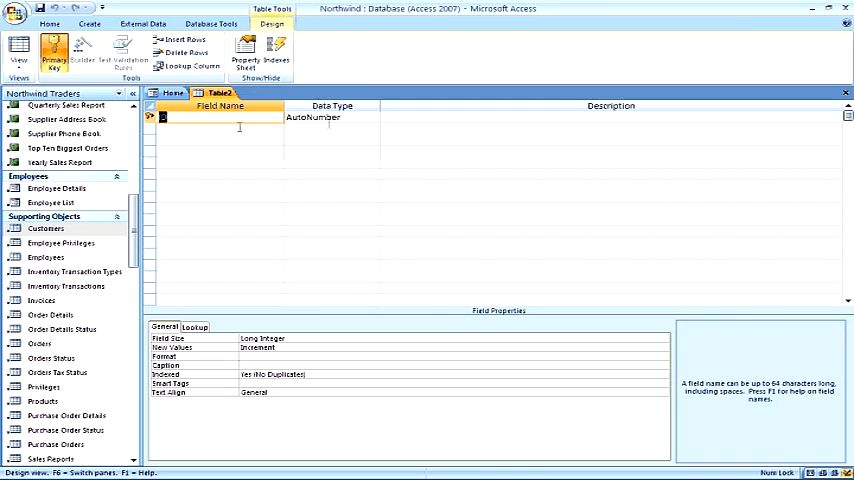 Table Tools
Northwind : Database (Access 2007) - Microsoft Access
Home
Create
External Data
Database Tools
Design
View
Primary
Key
Builder
Test Validation
Rules
Insert Rows
Delete Rows
Lookup Column
Property
Sheet
Indexes
Views
Tools
Show/Hide
Northwind Traders
Home
Table2
Field Name
Data Type
Description
AutoNumber
Quarterly Sales Report
Supplier Address Book
Supplier Phone Book
Top Ten Biggest Orders
Yearly Sales Report
Employees
Employee Details
Employee List
Supporting Objects
Customers
Employee Privileges
Employees
Inventory Transaction Types
Inventory Transactions
Invoices
Order Details
Order Details Status
Orders
Orders Status
Orders Tax Status
Privileges
Products
Purchase Order Details
Purchase Order Status
Purchase Orders
Sales Reports
Field Properties
General
Lookup
Field Size Long Integer
New Values Increment
Format
Caption
Indexed Yes (No Duplicates)
Smart Tags
Text Align General
A field name can be up to 64 characters long,
including spaces. Press F1 for help on field
names.
Design view. F6 = Switch panes. F1 = Help.
Num Lock